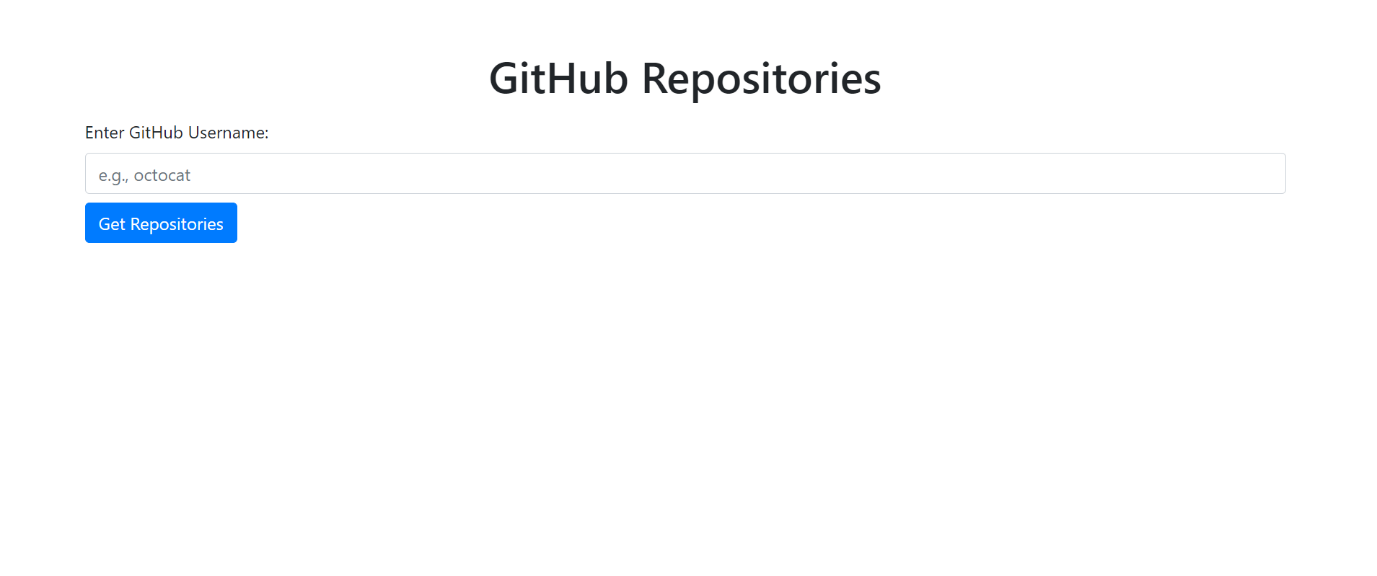 GitHub Repositories
Enter GitHub Username:
e.g., octocat
Get Repositories